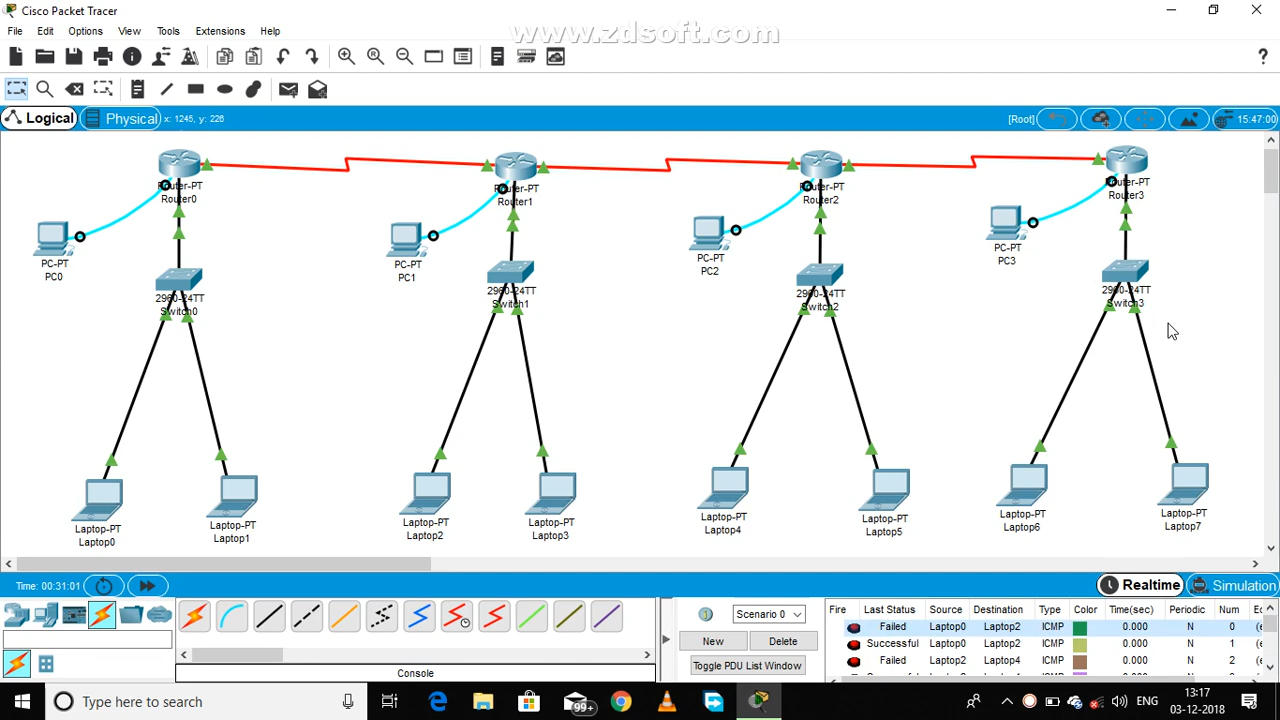 Cisco Packet Tracer
www.zdsoft.com
File Edit Options View Tools Extensions Help
Logical Physical x: 1245, y: 226 [Root] 15:47:00
Router-PT
Router0
Router-PT
Router1
Router-PT
Router2
Router-PT
Router3
PC-PT
PC0
PC-PT
PC1
PC-PT
PC2
PC-PT
PC3
2960-24TT
Switch0
2960-24TT
Switch1
2960-24TT
Switch2
2960-24TT
Switch3
Laptop-PT
Laptop0
Laptop-PT
Laptop1
Laptop-PT
Laptop2
Laptop-PT
Laptop3
Laptop-PT
Laptop4
Laptop-PT
Laptop5
Laptop-PT
Laptop6
Laptop-PT
Laptop7
Time: 00:31:01 Realtime Simulation
Scenario 0
New Delete
Toggle PDU List Window
Console
Fire Last Status Source Destination Type Color Time(sec) Periodic Num
Failed Laptop0 Laptop2 ICMP 0.000 N 0
Successful Laptop0 Laptop2 ICMP 0.000 N 1
Failed Laptop2 Laptop4 ICMP 0.000 N 2
Type here to search 99+ ENG 13:17
03-12-2018